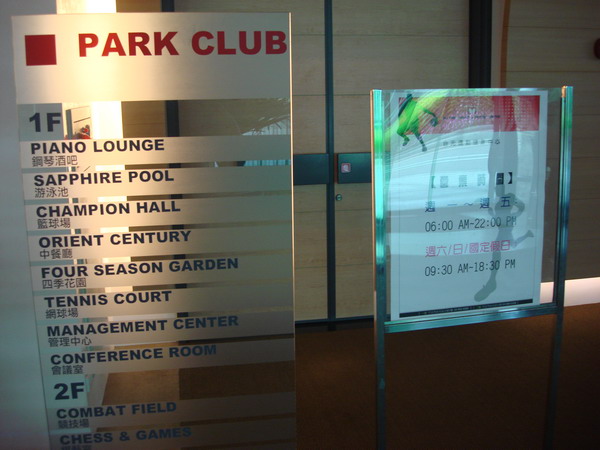 PARK CLUB
1F
PIANO LOUNGE
鋼琴酒吧
SAPPHIRE POOL
游泳池
CHAMPION HALL
籃球場
ORIENT CENTURY
中餐廳
FOUR SEASON GARDEN
四季花園
TENNIS COURT
網球場
MANAGEMENT CENTER
管理中心
CONFERENCE ROOM
會議室
2F
COMBAT FIELD
競技場
CHESS & GAMES
週一～週五
06:00 AM~22:00 PM
週六/日/國定假日
09:30 AM~18:30 PM